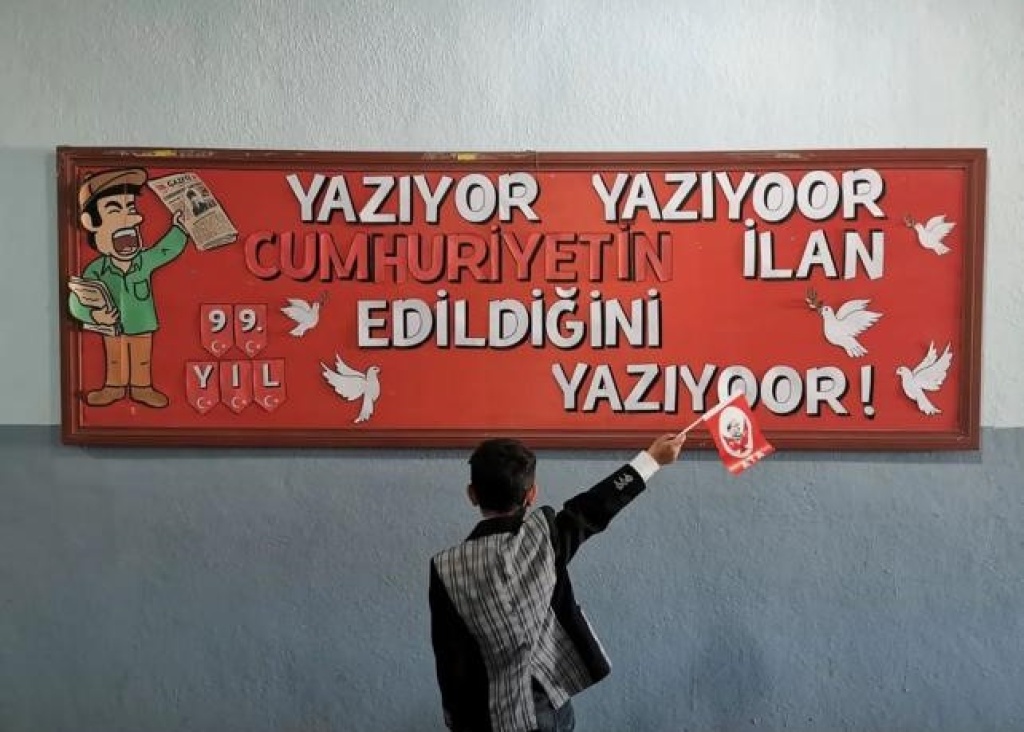 YAZIYOR YAZIYOOR
CUMHURİYETİN İLAN
EDİLDİĞİNİ
YAZIYOOR!
99.
YIL